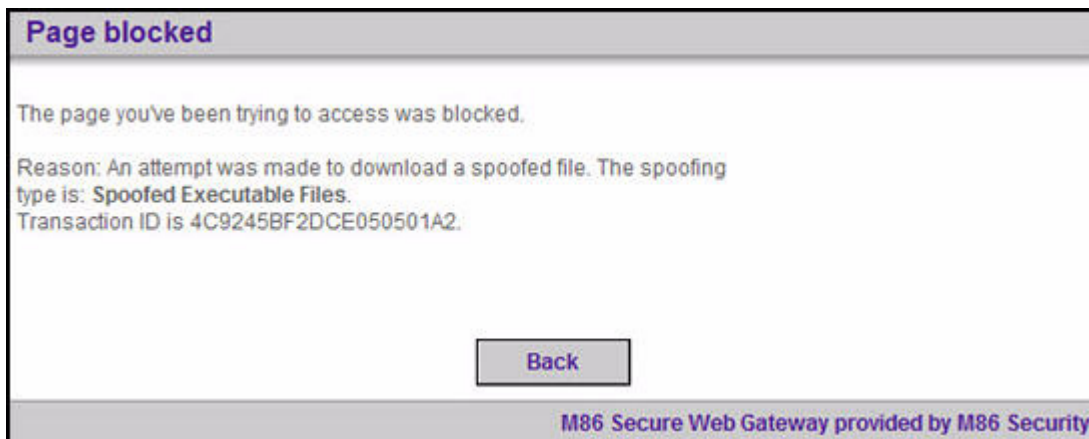 Page blocked
The page you've been trying to access was blocked.
Reason: An attempt was made to download a spoofed file. The spoofing
type is: Spoofed Executable Files.
Transaction ID is 4C9245BF2DCE050501A2.
Back
M86 Secure Web Gateway provided by M86 Security